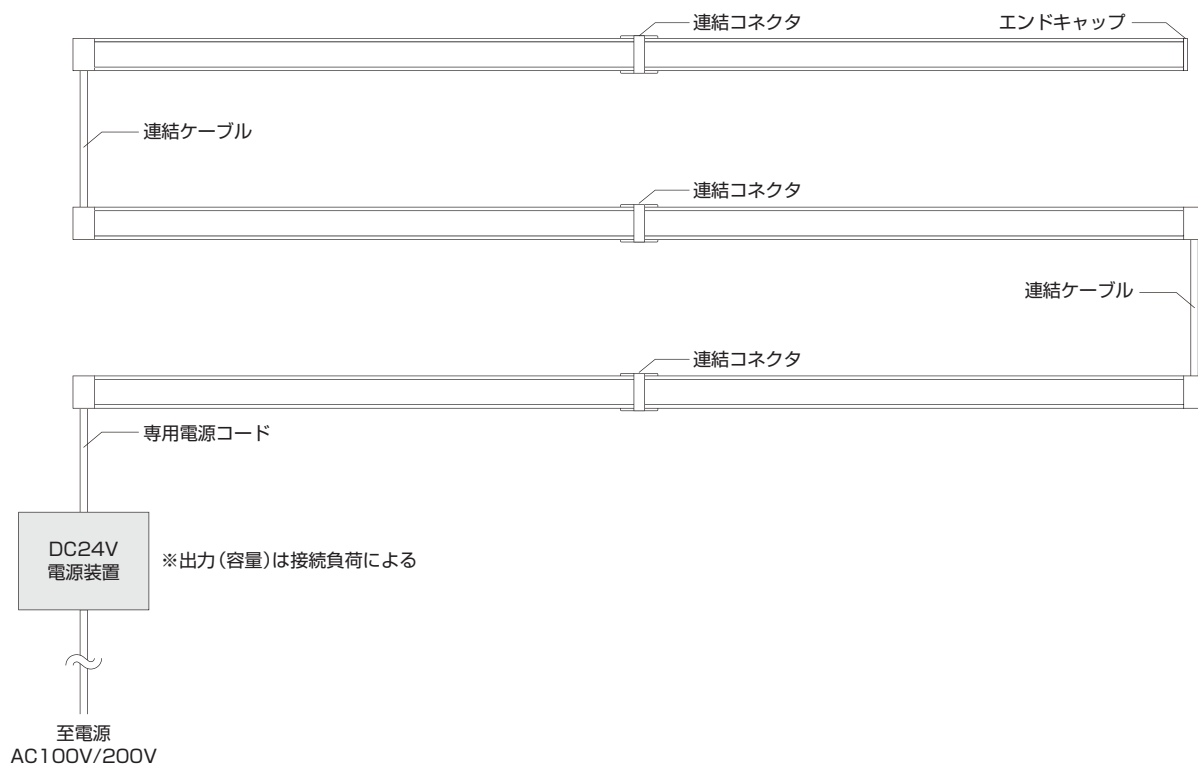 連結コネクタ
エンドキャップ
連結ケーブル
連結コネクタ
連結ケーブル
連結コネクタ
専用電源コード
DC24V
電源装置
※出力(容量)は接続負荷による
至電源
AC100V/200V